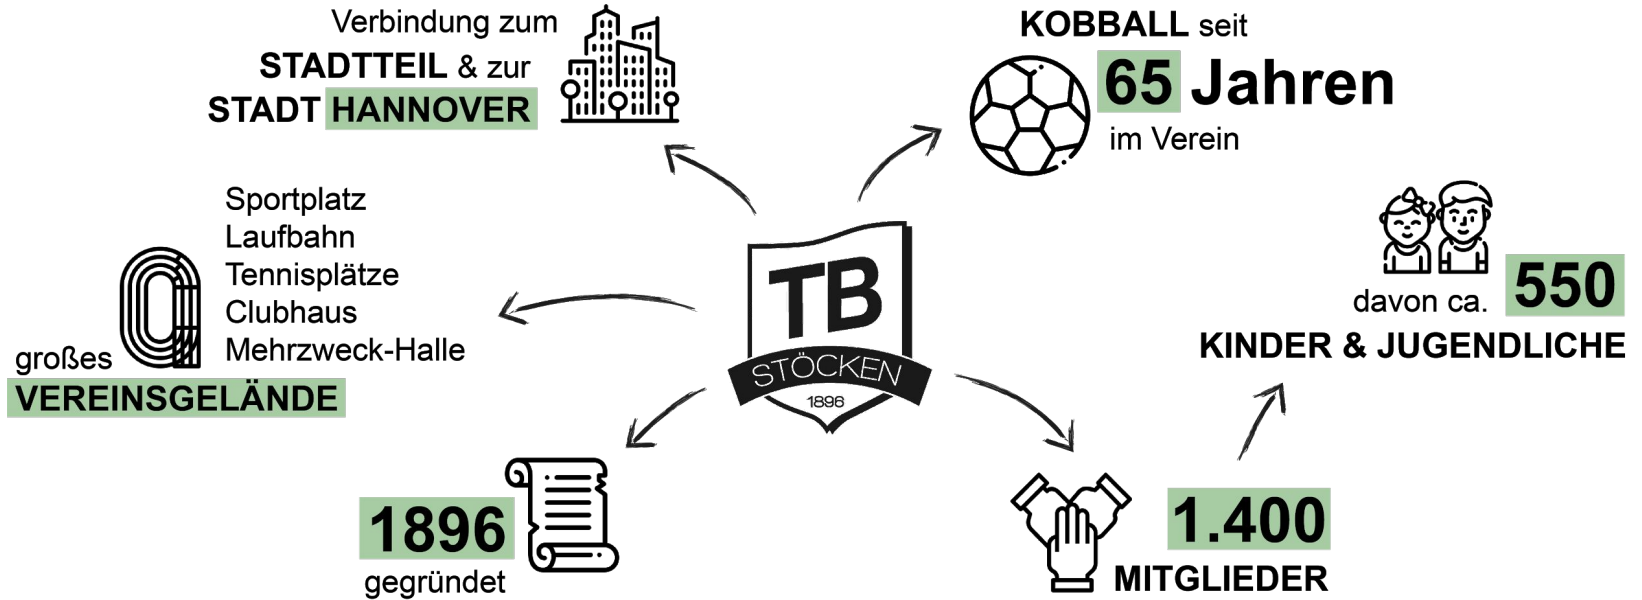 Verbindung zum
STADTTEIL & zur
STADT HANNOVER
KOBBALL seit
65 Jahren
im Verein
Sportplatz
Laufbahn
Tennisplätze
Clubhaus
Mehrzweck-Halle
großes
VEREINSGELÄNDE
TB
STÖCKEN
1896
davon ca. 550
KINDER & JUGENDLICHE
1896
gegründet
1.400
MITGLIEDER